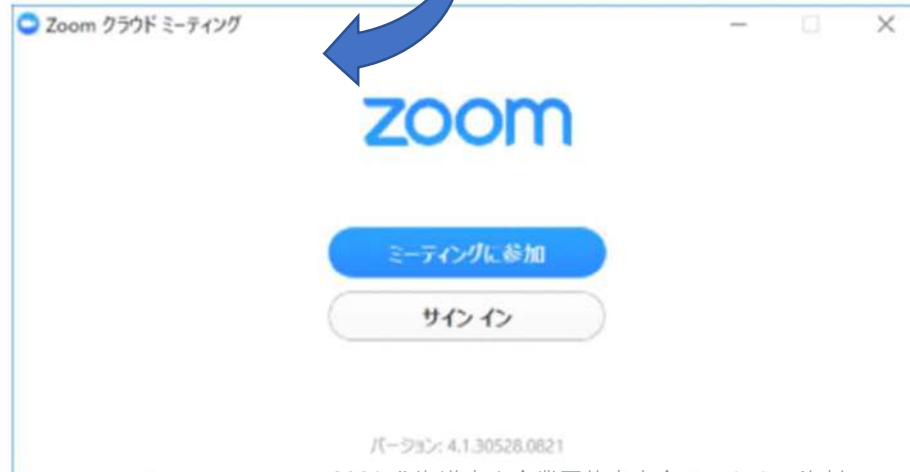 Zoom クラウド ミーティング
zoom
ミーティングに参加
サイン イン
バージョン: 4.1.30528.0821